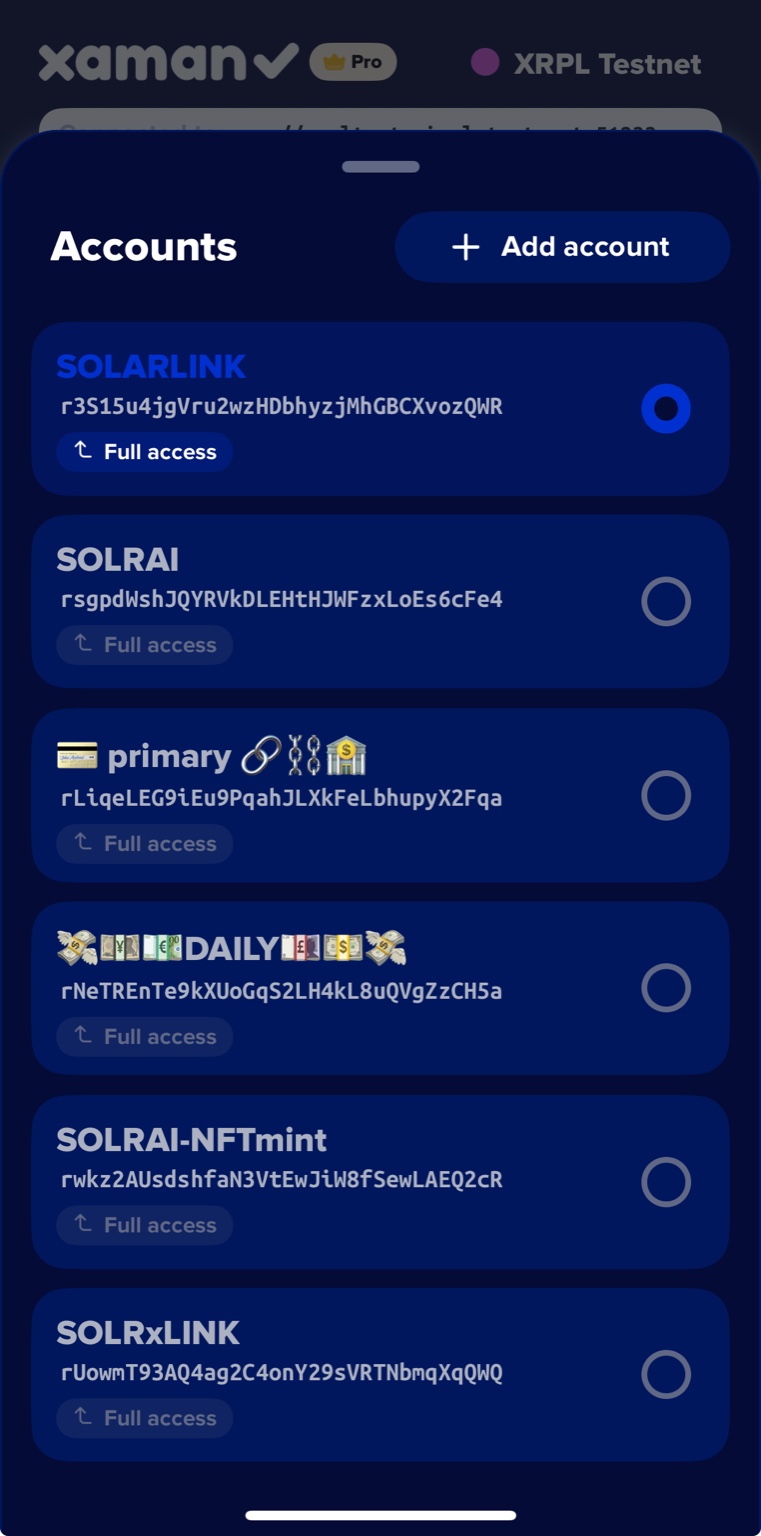 xaman Pro XRPL Testnet
Accounts
+ Add account
SOLARLINK
r3S15u4jgVru2wzHDbhyzjMhGBCXvozQWR
Full access
SOLRAI
rsgpdWshJQYRVkDLEHtHJWFzxLoEs6cFe4
Full access
💳 primary 🔗⛓️🏦
rLiqeLEG9iEu9PqahJLXkFeLbhupyX2Fqa
Full access
💸💴💶DAILY💷💵💸
rNeTREnTe9kXUoGqS2LH4kL8uQVgZzCH5a
Full access
SOLRAI-NFTmint
rwkz2AUsdshfaN3VtEwJiW8fSewLAEQ2cR
Full access
SOLRxLINK
rUowmT93AQ4ag2C4onY29sVRTNbmqXqQWQ
Full access